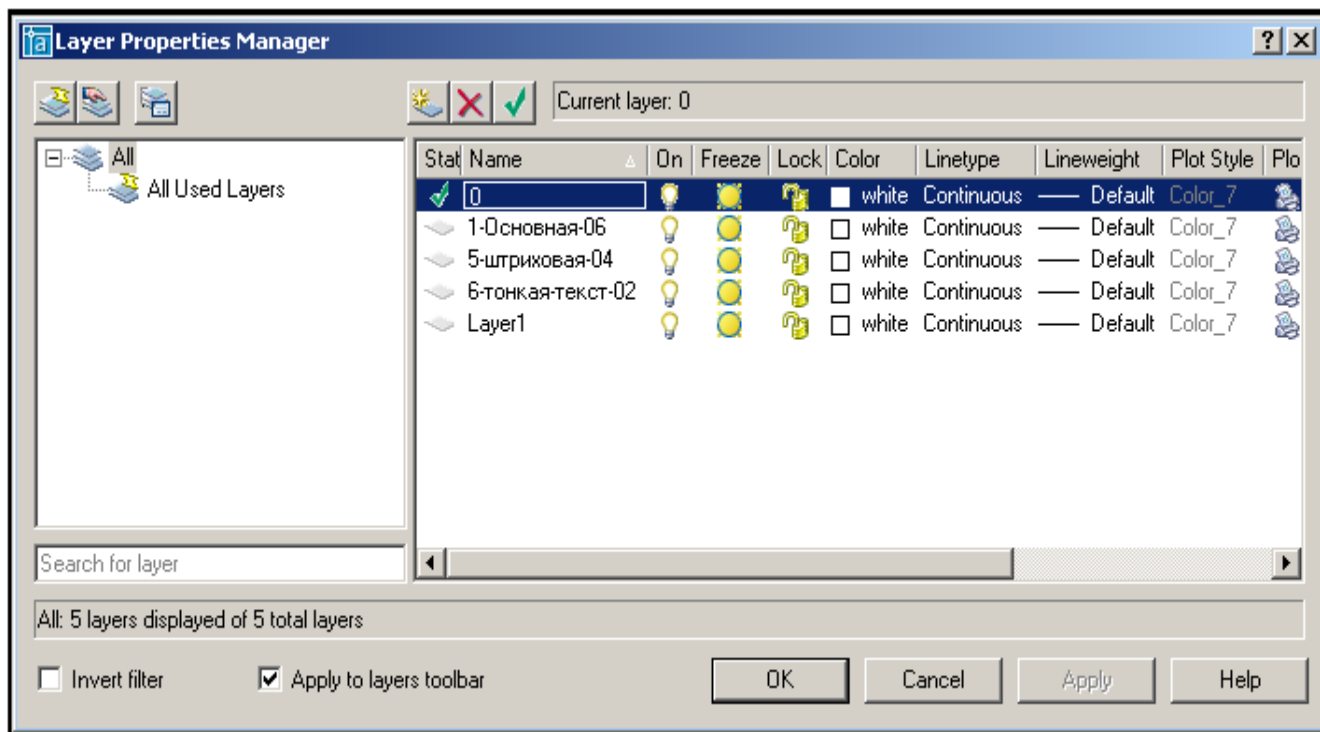 Layer Properties Manager
Current layer: 0
All
All Used Layers
Stat Name On Freeze Lock Color Linetype Lineweight Plot Style Plo
0 white Continuous Default Color_7
1-Основная-06 white Continuous Default Color_7
5-штриховая-04 white Continuous Default Color_7
6-тонкая-текст-02 white Continuous Default Color_7
Layer1 white Continuous Default Color_7
Search for layer
All: 5 layers displayed of 5 total layers
Invert filter Apply to layers toolbar OK Cancel Apply Help